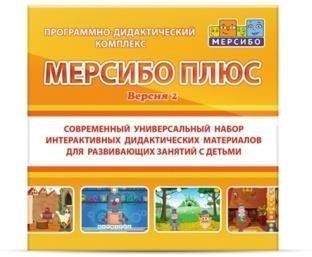 ПРОГРАММНО-ДИДАКТИЧЕСКИЙ
КОМПЛЕКС
МЕРСИБО
МЕРСИБО ПЛЮС
Версия 2
СОВРЕМЕННЫЙ УНИВЕРСАЛЬНЫЙ НАБОР
ИНТЕРАКТИВНЫХ ДИДАКТИЧЕСКИХ МАТЕРИАЛОВ
ДЛЯ РАЗВИВАЮЩИХ ЗАНЯТИЙ С ДЕТЬМИ